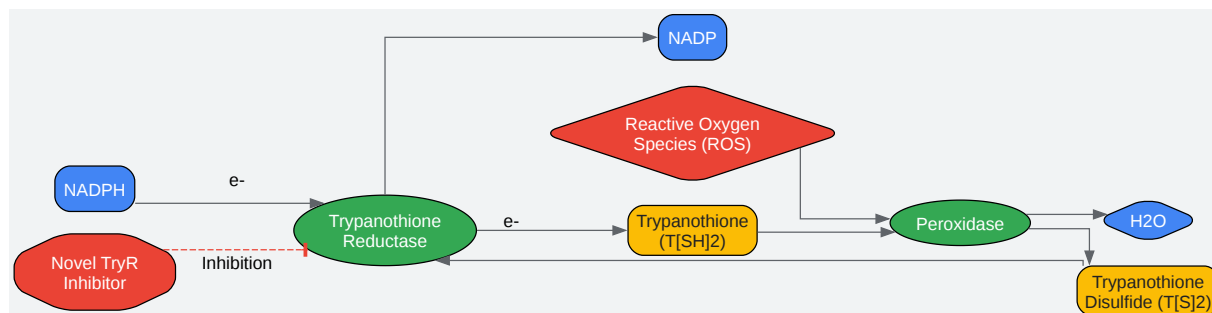 NADP
Reactive Oxygen
Species (ROS)
NADPH
e-
Trypanothione
Reductase
e-
Trypanothione
(T[SH]2)
Peroxidase
H2O
Novel TryR
Inhibitor
Inhibition
Trypanothione
Disulfide (T[S]2)